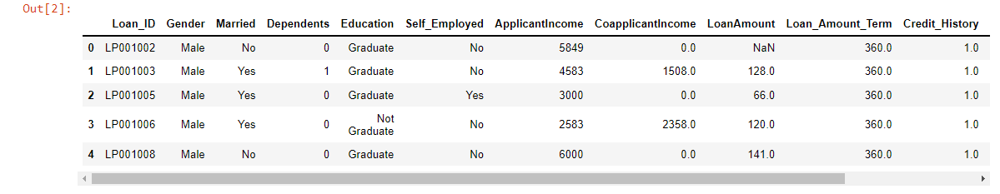 Out[2]:
Loan_ID Gender Married Dependents Education Self_Employed ApplicantIncome CoapplicantIncome LoanAmount Loan_Amount_Term Credit_History
0 LP001002 Male No 0 Graduate No 5849 0.0 NaN 360.0 1.0
1 LP001003 Male Yes 1 Graduate No 4583 1508.0 128.0 360.0 1.0
2 LP001005 Male Yes 0 Graduate Yes 3000 0.0 66.0 360.0 1.0
3 LP001006 Male Yes 0 Not Graduate No 2583 2358.0 120.0 360.0 1.0
4 LP001008 Male No 0 Graduate No 6000 0.0 141.0 360.0 1.0